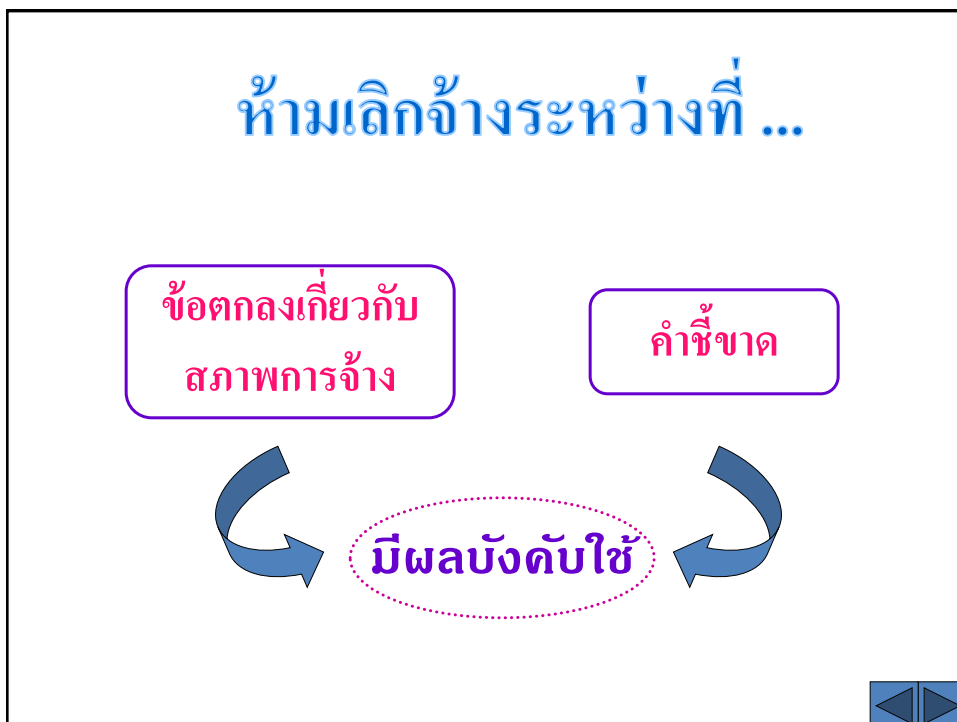 ห้ามเลิกจ้างระหว่างที่ ...
ข้อตกลงเกี่ยวกับ
สภาพการจ้าง
คำชี้ขาด
มีผลบังคับใช้